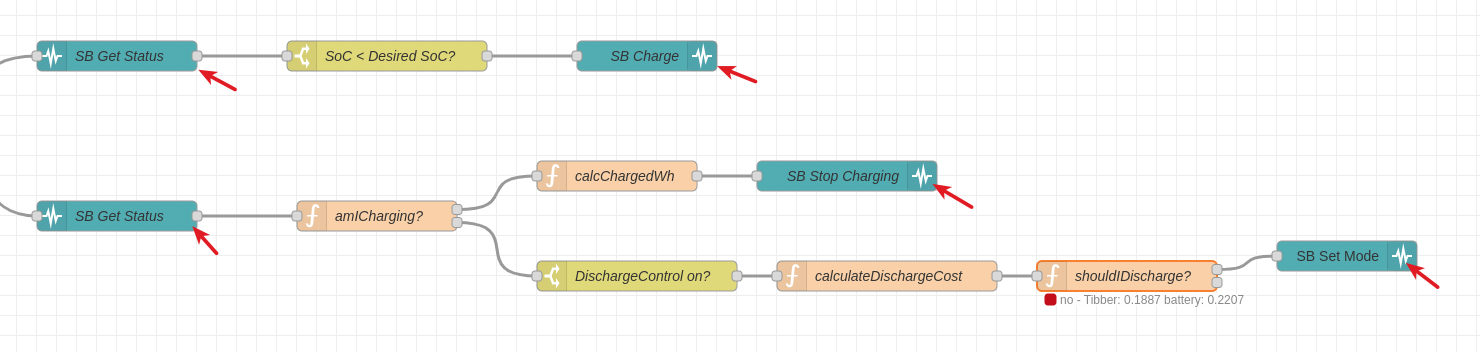 SB Get Status
SoC < Desired SoC?
SB Charge
calcChargedWh
SB Stop Charging
SB Get Status
amICharging?
SB Set Mode
DischargeControl on?
calculateDischargeCost
shouldIDischarge?
no - Tibber: 0.1887 battery: 0.2207